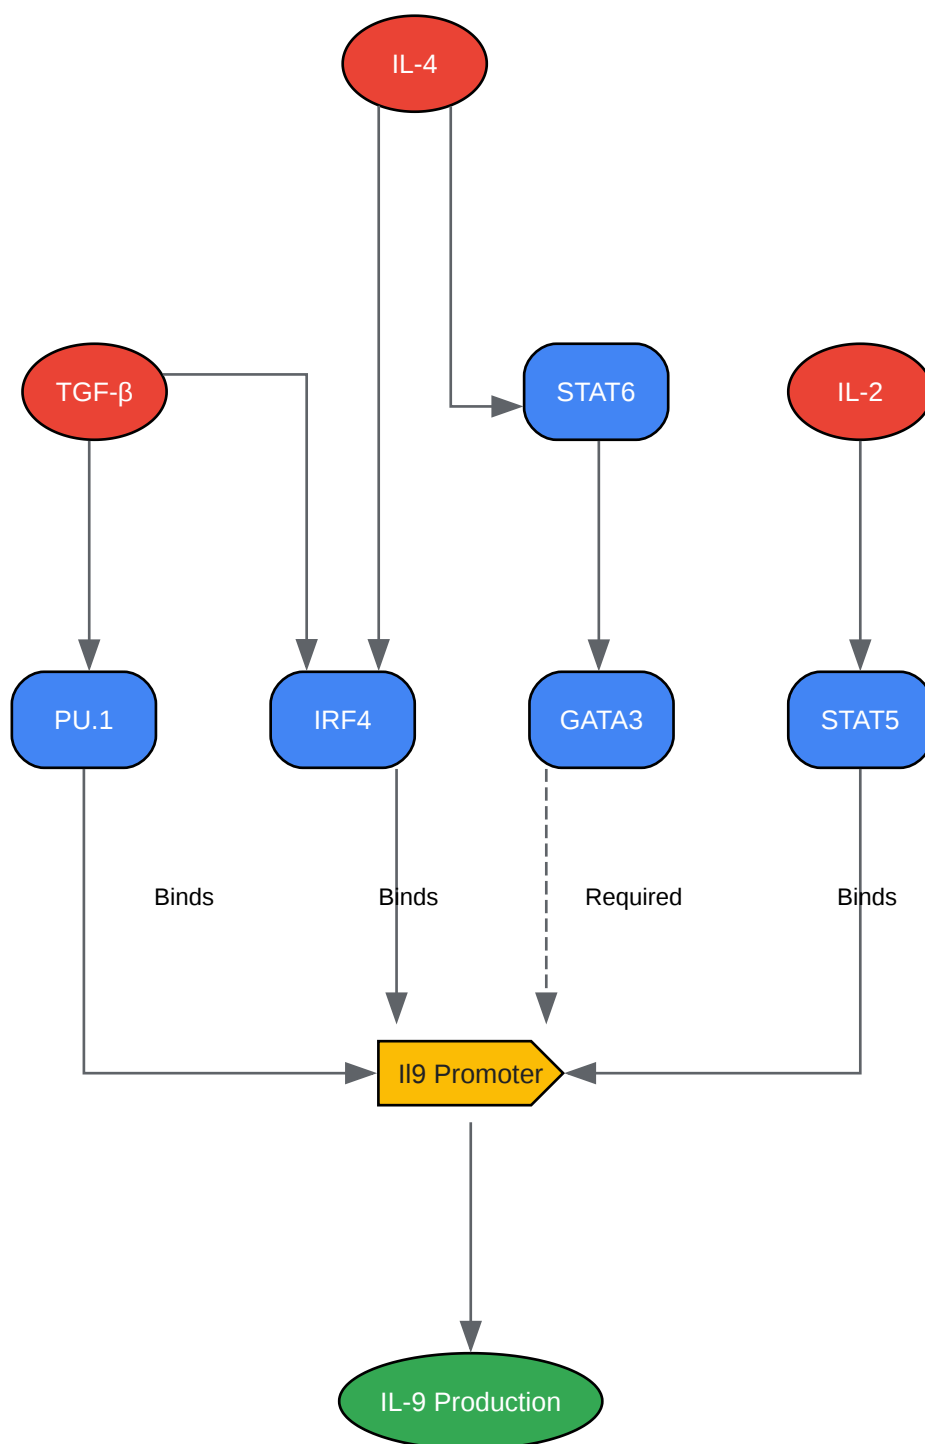 IL-4
TGF-β
STAT6
IL-2
PU.1
IRF4
GATA3
STAT5
Binds
Binds
Required
Binds
Il9 Promoter
IL-9 Production